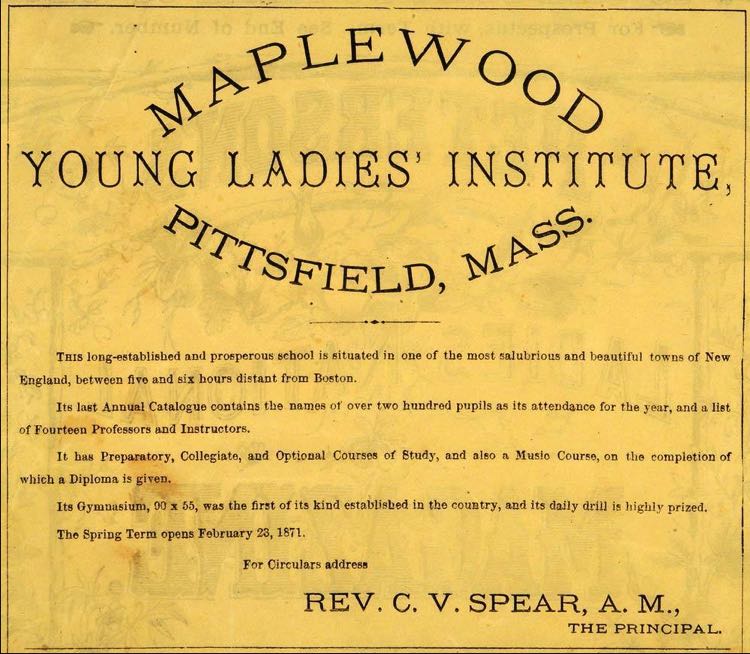 MAPLEWOOD
YOUNG LADIES' INSTITUTE,
PITTSFIELD, MASS.
THIS long-established and prosperous school is situated in one of the most salubrious and beautiful towns of New
England, between five and six hours distant from Boston.
Its last Annual Catalogue contains the names of over two hundred pupils as its attendance for the year, and a list
of Fourteen Professors and Instructors.
It has Preparatory, Collegiate, and Optional Courses of Study, and also a Music Course, on the completion of
which a Diploma is given.
Its Gymnasium, 90 x 55, was the first of its kind established in the country, and its daily drill is highly prized.
The Spring Term opens February 23, 1871.
For Circulars address
REV. C. V. SPEAR, A. M.,
THE PRINCIPAL.